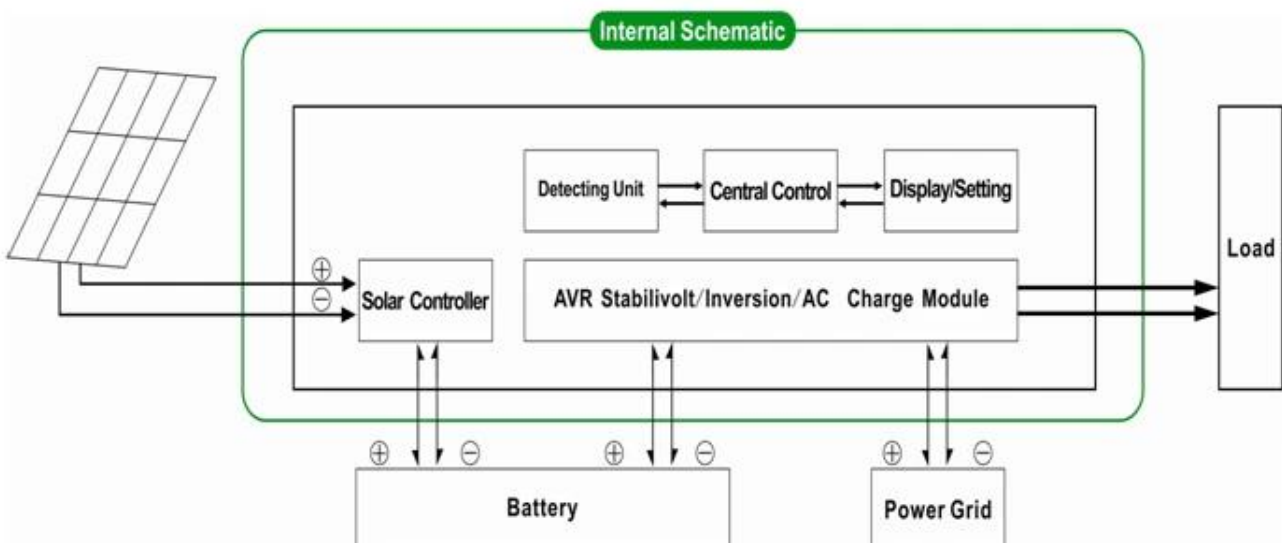 Internal Schematic
Detecting Unit
Central Control
Display/Setting
Load
⊕
⊖
Solar Controller
AVR Stabilivolt/Inversion/AC Charge Module
⊕ ⊖ ⊕ ⊖ ⊕ ⊖
Battery
Power Grid